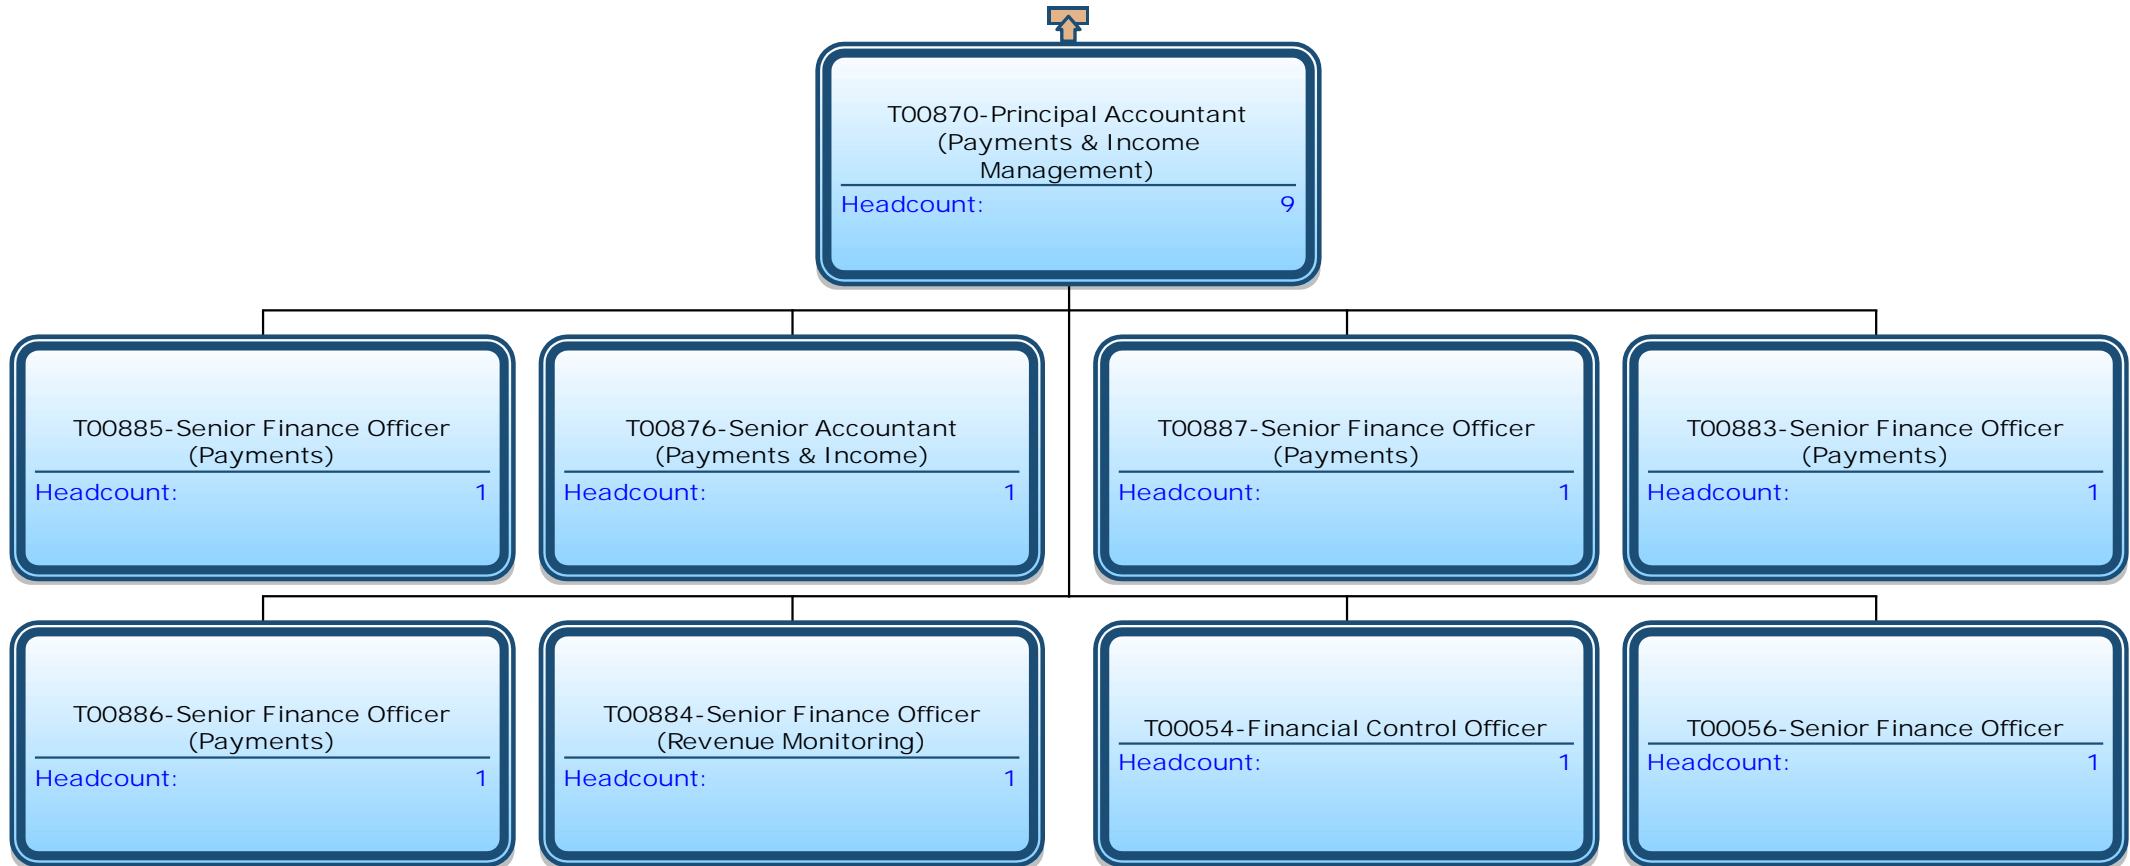 T00870-Principal Accountant
(Payments & Income
Management)
Headcount: 9
T00885-Senior Finance Officer
(Payments)
Headcount: 1
T00876-Senior Accountant
(Payments & Income)
Headcount: 1
T00887-Senior Finance Officer
(Payments)
Headcount: 1
T00883-Senior Finance Officer
(Payments)
Headcount: 1
T00886-Senior Finance Officer
(Payments)
Headcount: 1
T00884-Senior Finance Officer
(Revenue Monitoring)
Headcount: 1
T00054-Financial Control Officer
Headcount: 1
T00056-Senior Finance Officer
Headcount: 1